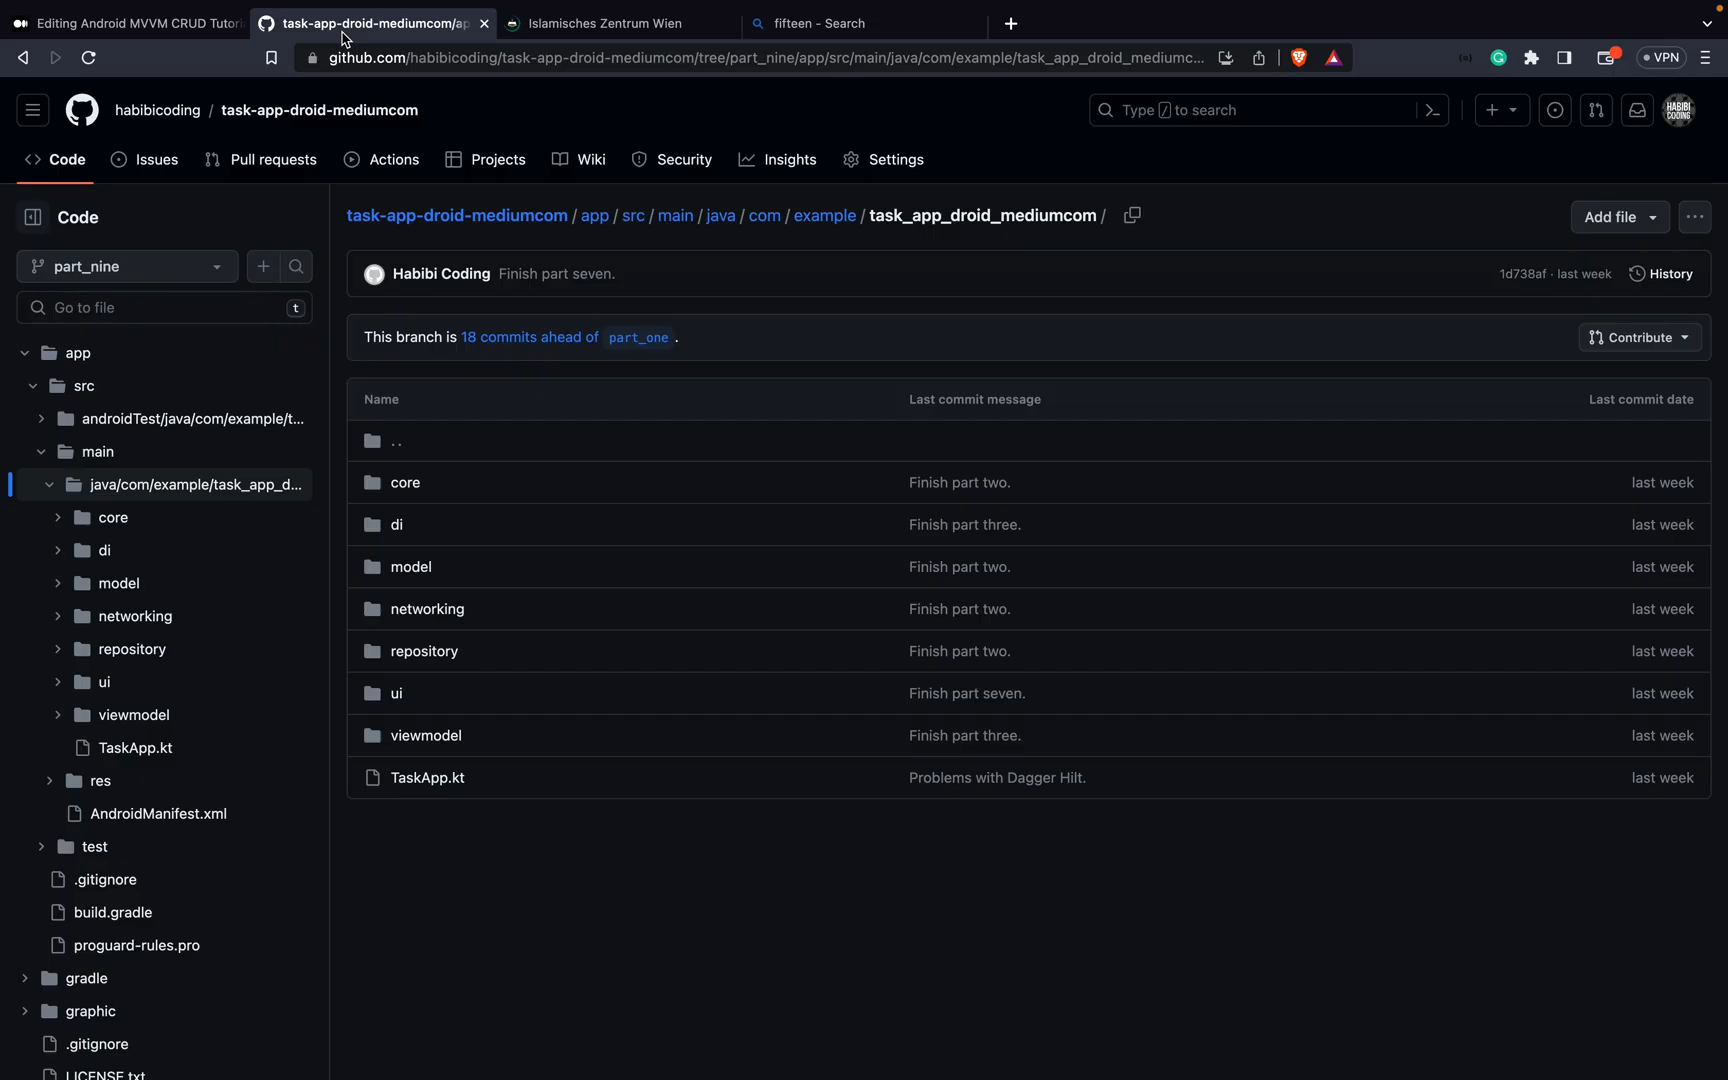 Editing Android MVVM CRUD Tutori
task-app-droid-mediumcom/ap
Islamisches Zentrum Wien
fifteen - Search
github.com/habibicoding/task-app-droid-mediumcom/tree/part_nine/app/src/main/java/com/example/task_app_droid_mediumc...
VPN
habibicoding / task-app-droid-mediumcom
Type / to search
HABIBI CODING
Code
Issues
Pull requests
Actions
Projects
Wiki
Security
Insights
Settings
Code
part_nine
Go to file
t
app
src
androidTest/java/com/example/t...
main
java/com/example/task_app_d...
core
di
model
networking
repository
ui
viewmodel
TaskApp.kt
res
AndroidManifest.xml
test
.gitignore
build.gradle
proguard-rules.pro
gradle
graphic
.gitignore
LICENSE.txt
task-app-droid-mediumcom / app / src / main / java / com / example / task_app_droid_mediumcom /
Add file
Habibi Coding Finish part seven.
1d738af · last week
History
This branch is 18 commits ahead of part_one .
Contribute
Name Last commit message Last commit date
..
core Finish part two. last week
di Finish part three. last week
model Finish part two. last week
networking Finish part two. last week
repository Finish part two. last week
ui Finish part seven. last week
viewmodel Finish part three. last week
TaskApp.kt Problems with Dagger Hilt. last week